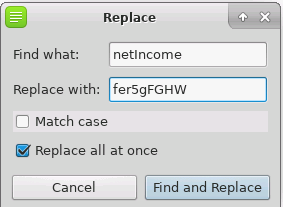 Replace
Find what: netIncome
Replace with: fer5gFGHW
Match case
Replace all at once
Cancel Find and Replace